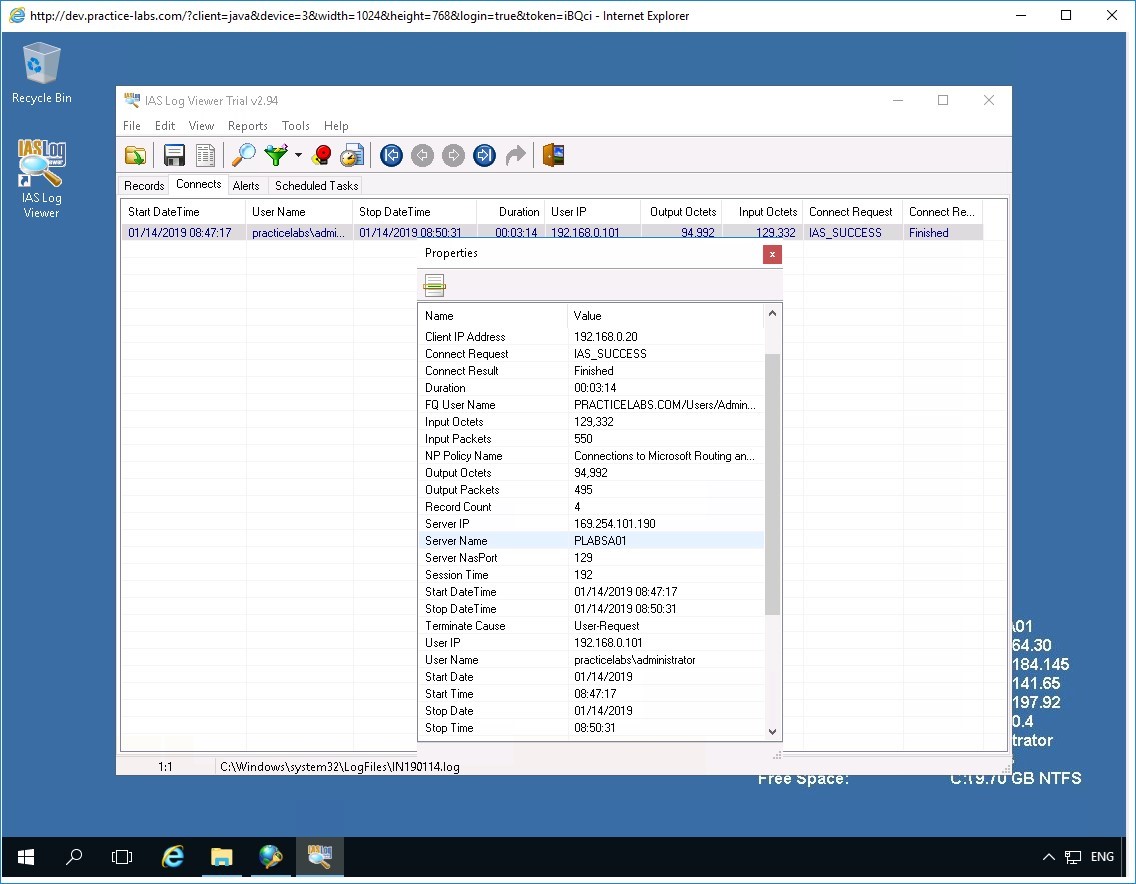 http://dev.practice-labs.com/?client=java&device=3&width=1024&height=768&login=true&token=iBQci - Internet Explorer
Recycle Bin
IAS Log Viewer
IAS Log Viewer Trial v2.94
File Edit View Reports Tools Help
Records Connects Alerts Scheduled Tasks
Start DateTime User Name Stop DateTime Duration User IP Output Octets Input Octets Connect Request Connect Re...
01/14/2019 08:47:17 practicelabs\admi... 01/14/2019 08:50:31 00:03:14 192.168.0.101 94,992 129,332 IAS_SUCCESS Finished
Properties
x
Name Value
Client IP Address 192.168.0.20
Connect Request IAS_SUCCESS
Connect Result Finished
Duration 00:03:14
FQ User Name PRACTICELABS.COM/Users/Admin...
Input Octets 129,332
Input Packets 550
NP Policy Name Connections to Microsoft Routing an...
Output Octets 94,992
Output Packets 495
Record Count 4
Server IP 169.254.101.190
Server Name PLABSA01
Server NasPort 129
Session Time 192
Start DateTime 01/14/2019 08:47:17
Stop DateTime 01/14/2019 08:50:31
Terminate Cause User-Request
User IP 192.168.0.101
User Name practicelabs\administrator
Start Date 01/14/2019
Start Time 08:47:17
Stop Date 01/14/2019
Stop Time 08:50:31
1:1 C:\Windows\system32\LogFiles\IN190114.log
01
64.30
184.145
141.65
197.92
0.4
trator
Free Space: C:\ 9.70 GB NTFS
ENG